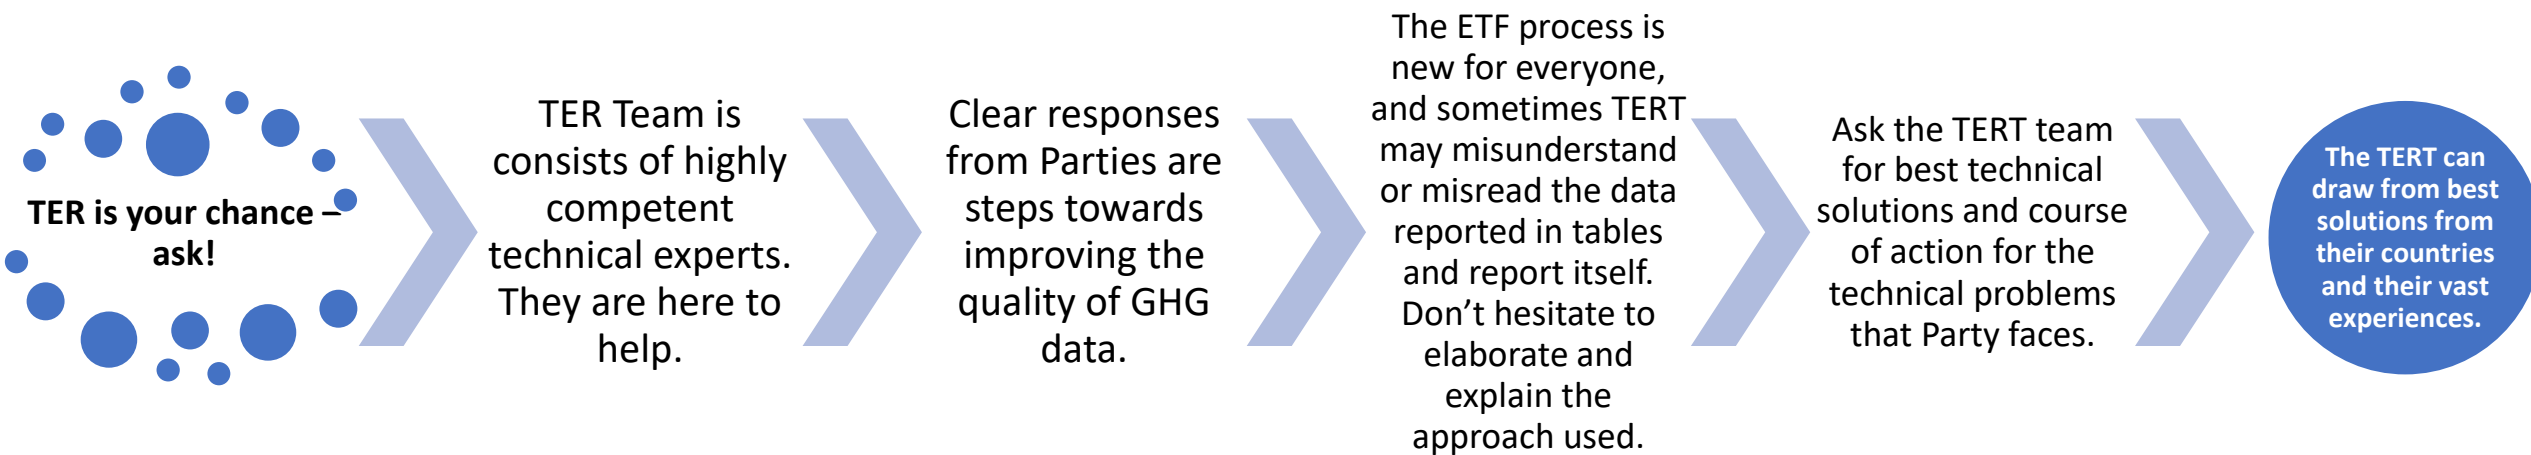 TER is your chance –
ask!
TER Team is
consists of highly
competent
technical experts.
They are here to
help.
Clear responses
from Parties are
steps towards
improving the
quality of GHG
data.
The ETF process is
new for everyone,
and sometimes TERT
may misunderstand
or misread the data
reported in tables
and report itself.
Don’t hesitate to
elaborate and
explain the
approach used.
Ask the TERT team
for best technical
solutions and course
of action for the
technical problems
that Party faces.
The TERT can
draw from best
solutions from
their countries
and their vast
experiences.